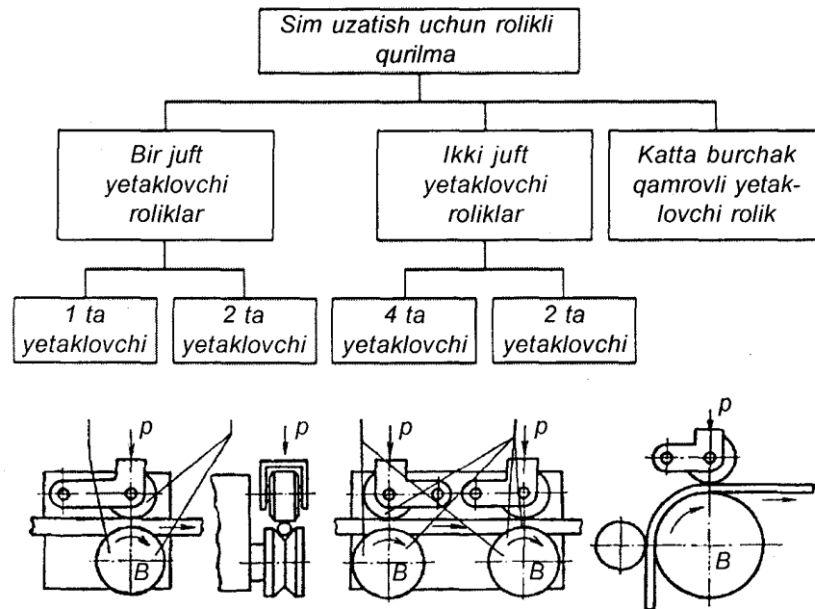 Sim uzatish uchun rolikli
qurilma
Bir juft
yetaklovchi
roliklar
Ikki juft
yetaklovchi
roliklar
Katta burchak
qamrovli yetak-
lovchi rolik
1 ta
yetaklovchi
2 ta
yetaklovchi
4 ta
yetaklovchi
2 ta
yetaklovchi
p
p
p
p
p
B
B
B
B